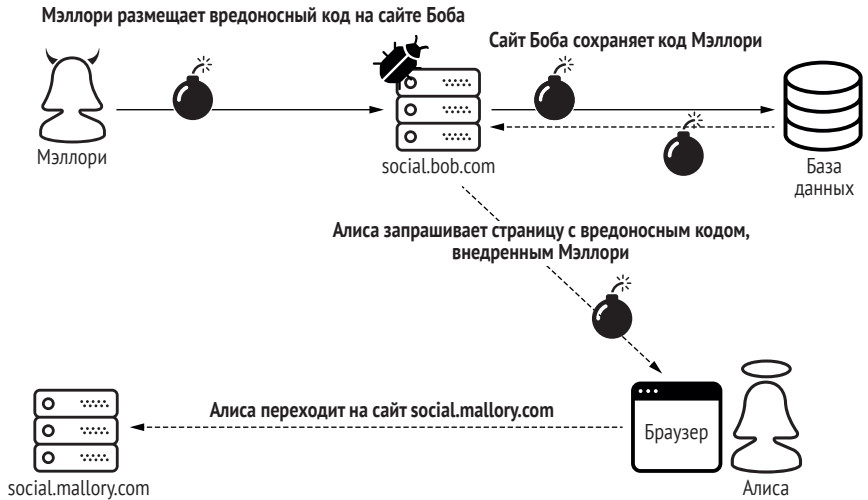 Мэллори размещает вредоносный код на сайте Боба
Сайт Боба сохраняет код Мэллори
Мэллори
social.bob.com
База
данных
Алиса запрашивает страницу с вредоносным кодом,
внедренным Мэллори
Алиса переходит на сайт social.mallory.com
Браузер
social.mallory.com
Алиса